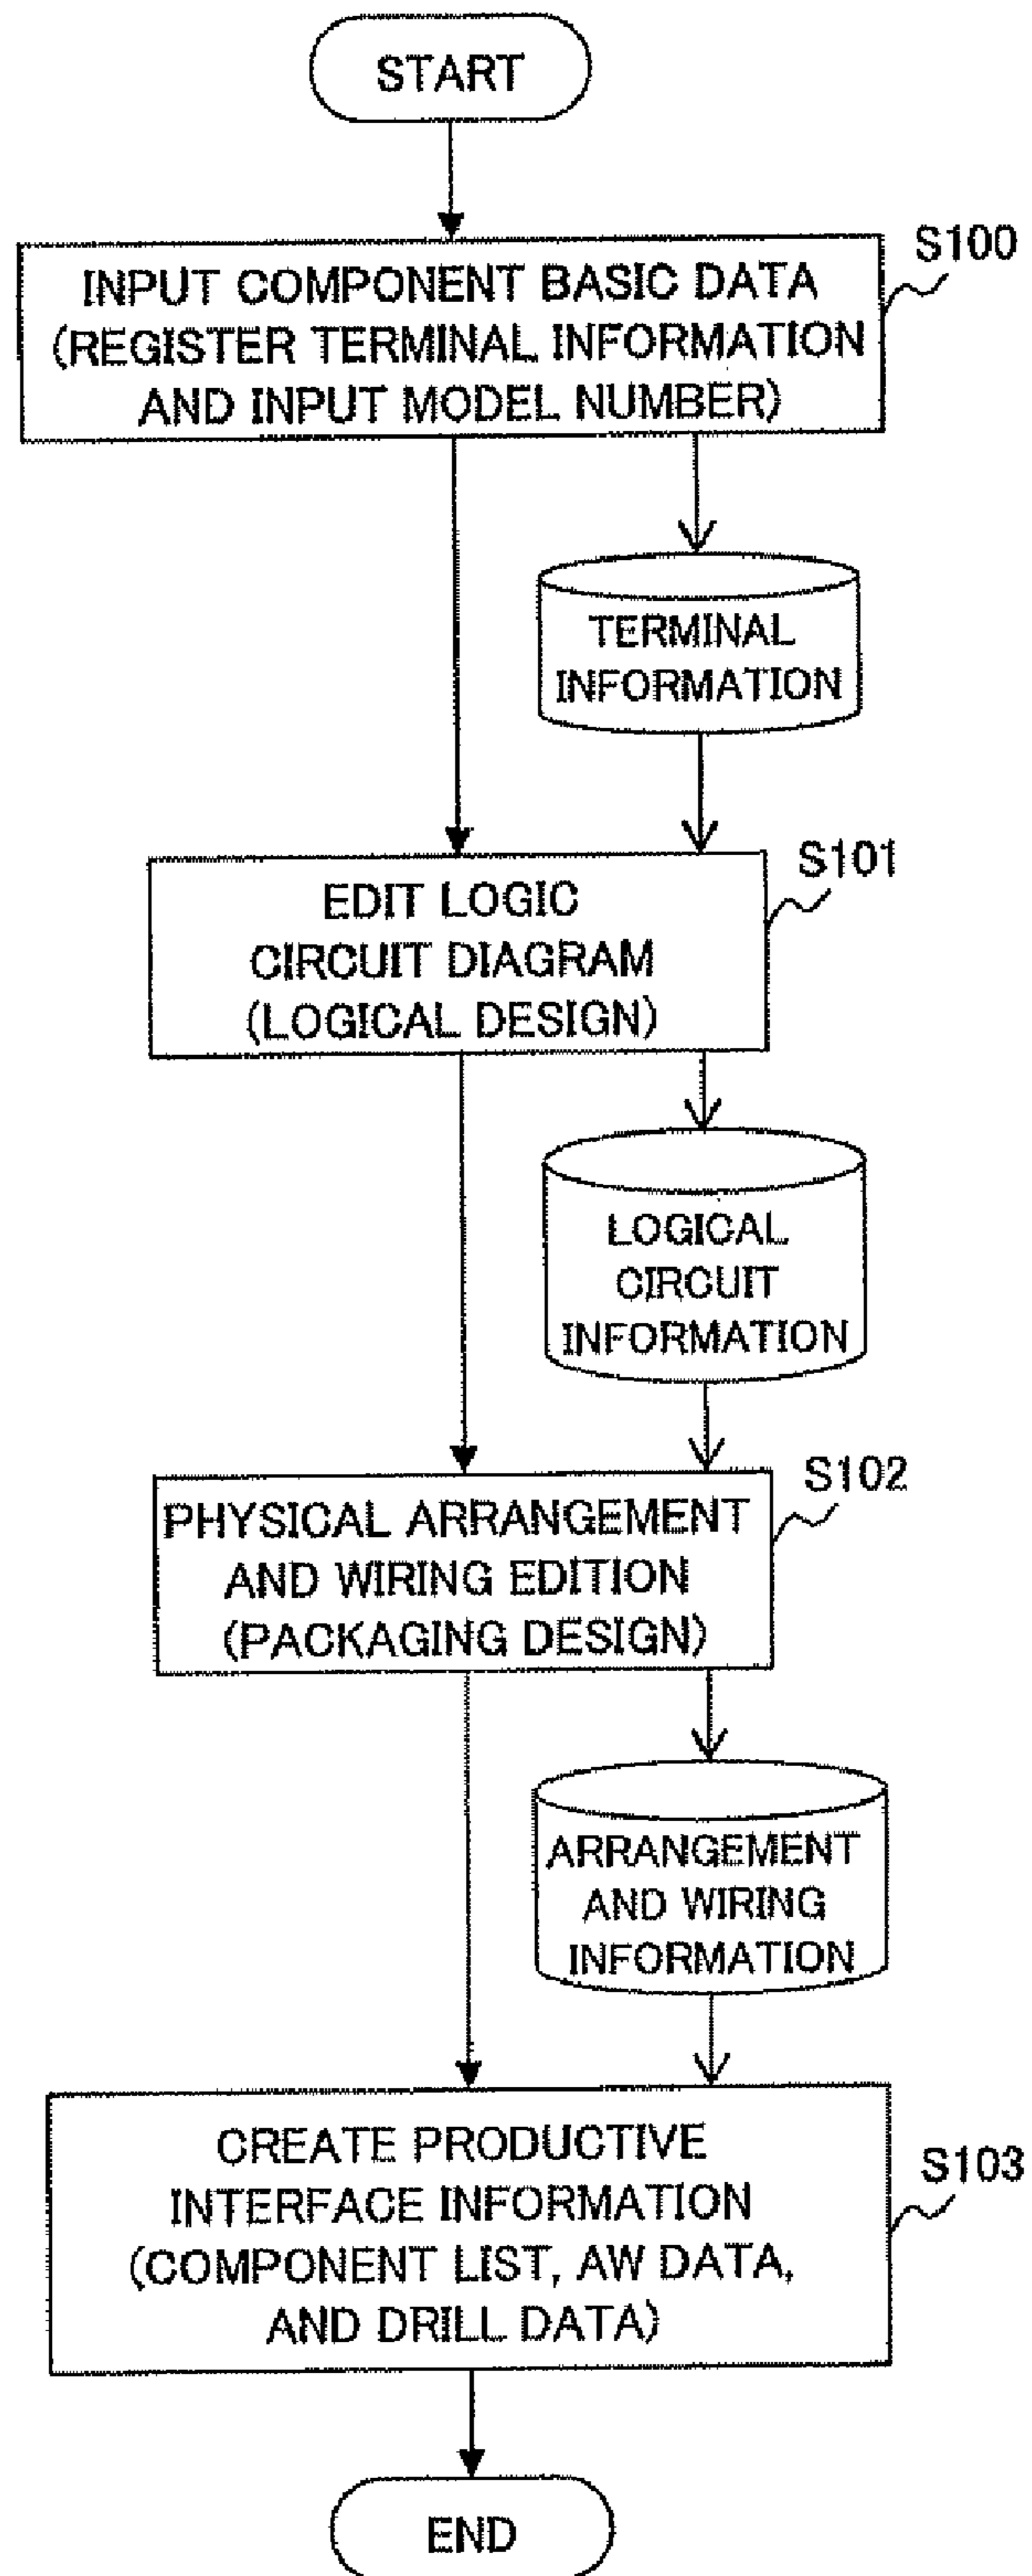 START
S100
INPUT COMPONENT BASIC DATA
(REGISTER TERMINAL INFORMATION
AND INPUT MODEL NUMBER)
TERMINAL
INFORMATION
S101
EDIT LOGIC
CIRCUIT DIAGRAM
(LOGICAL DESIGN)
LOGICAL
CIRCUIT
INFORMATION
S102
PHYSICAL ARRANGEMENT
AND WIRING EDITION
(PACKAGING DESIGN)
ARRANGEMENT
AND WIRING
INFORMATION
CREATE PRODUCTIVE
S103
INTERFACE INFORMATION
(COMPONENT LIST, AW DATA,
AND DRILL DATA)
END